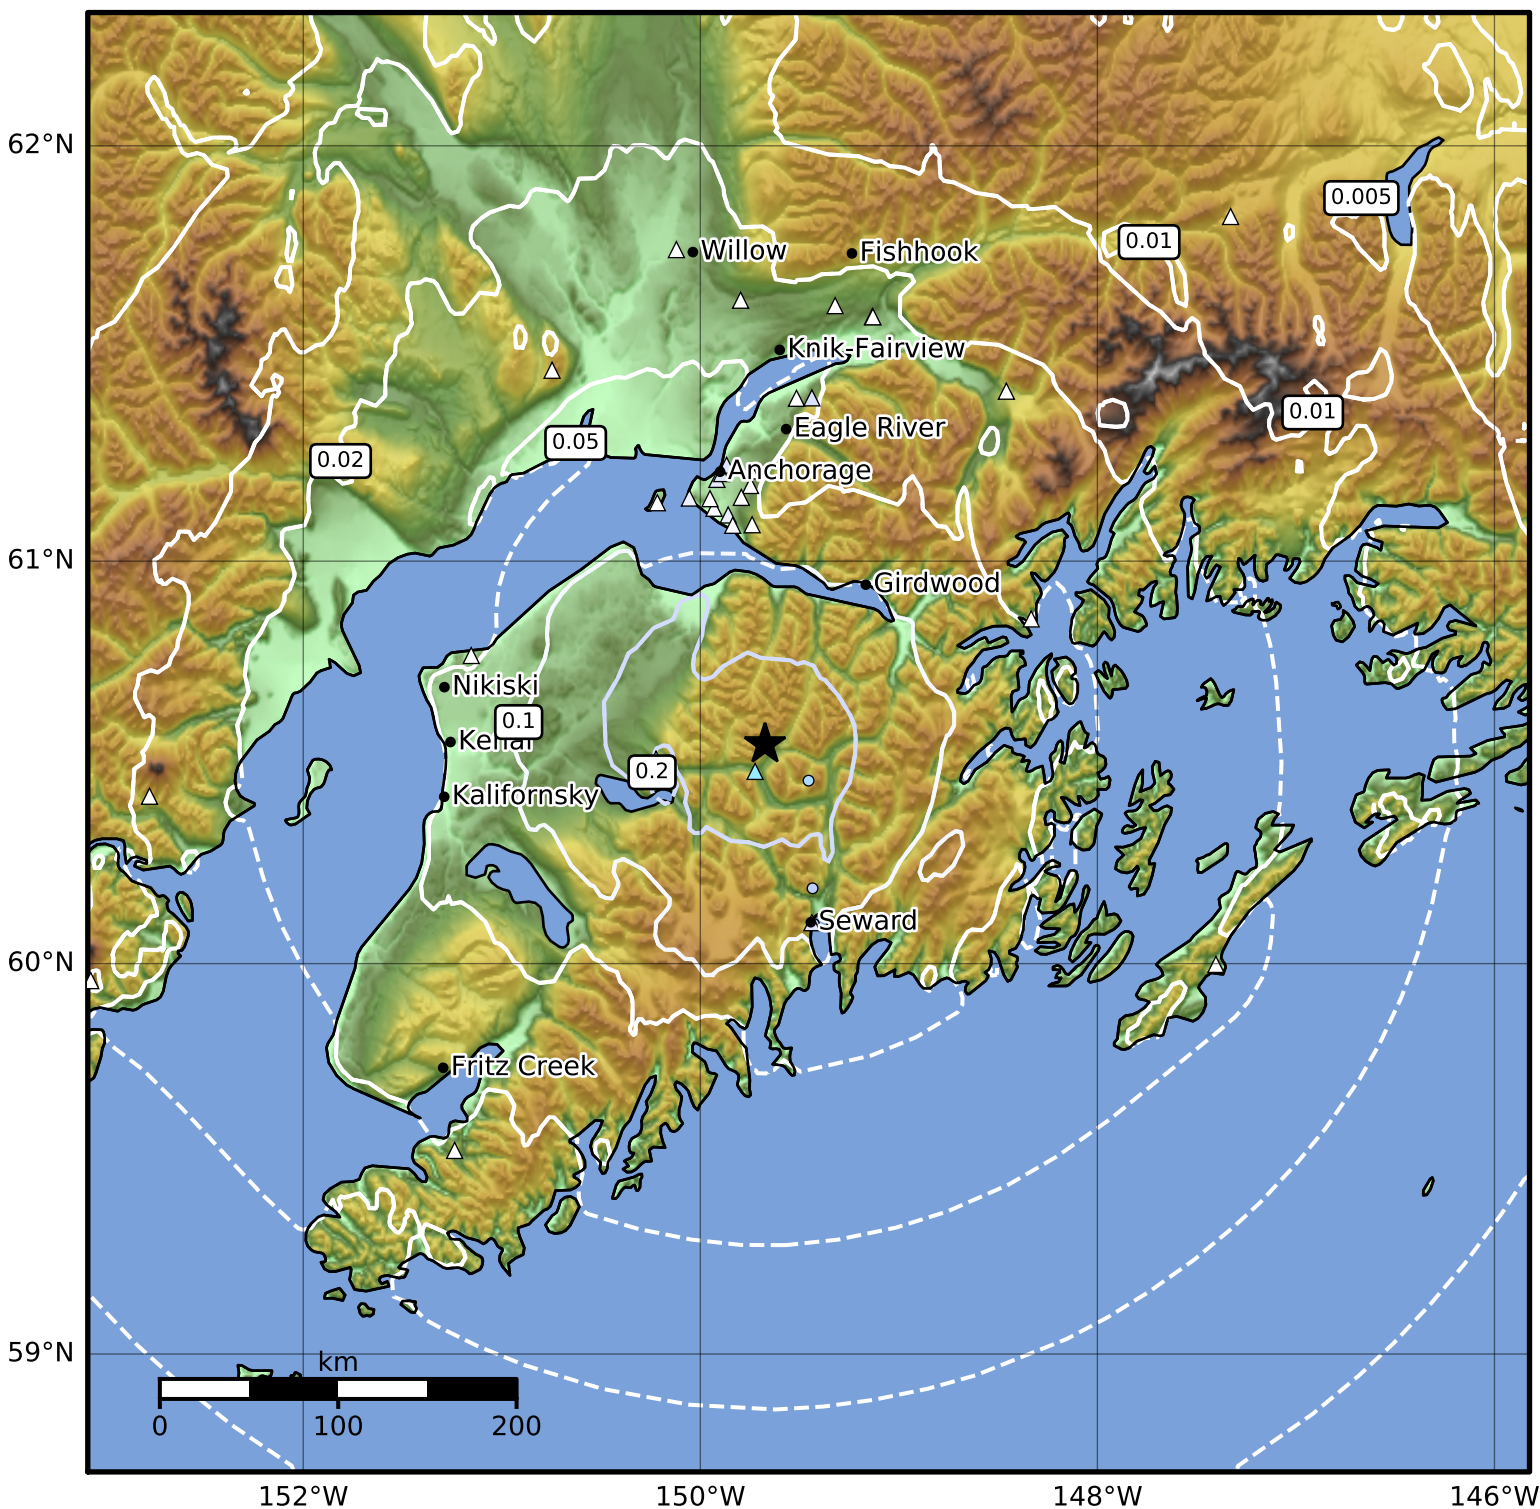 62°N
0.005
0.01
Willow
Fishhook
Knik-Fairview
0.01
Eagle River
0.05
0.02
Anchorage
61°N
Girdwood
Nikiski
0.1
Kenai
0.2
Kalifornsky
Seward
60°N
Fritz Creek
59°N
km
0 100 200
152°W 150°W 148°W 146°W